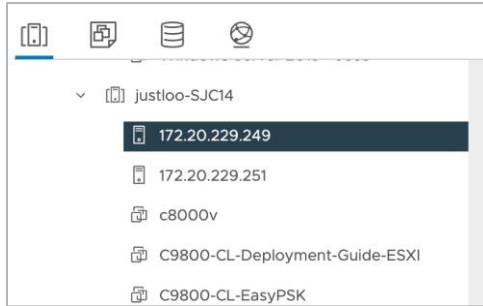 justloo-SJC14
172.20.229.249
172.20.229.251
c8000v
C9800-CL-Deployment-Guide-ESXI
C9800-CL-EasyPSK